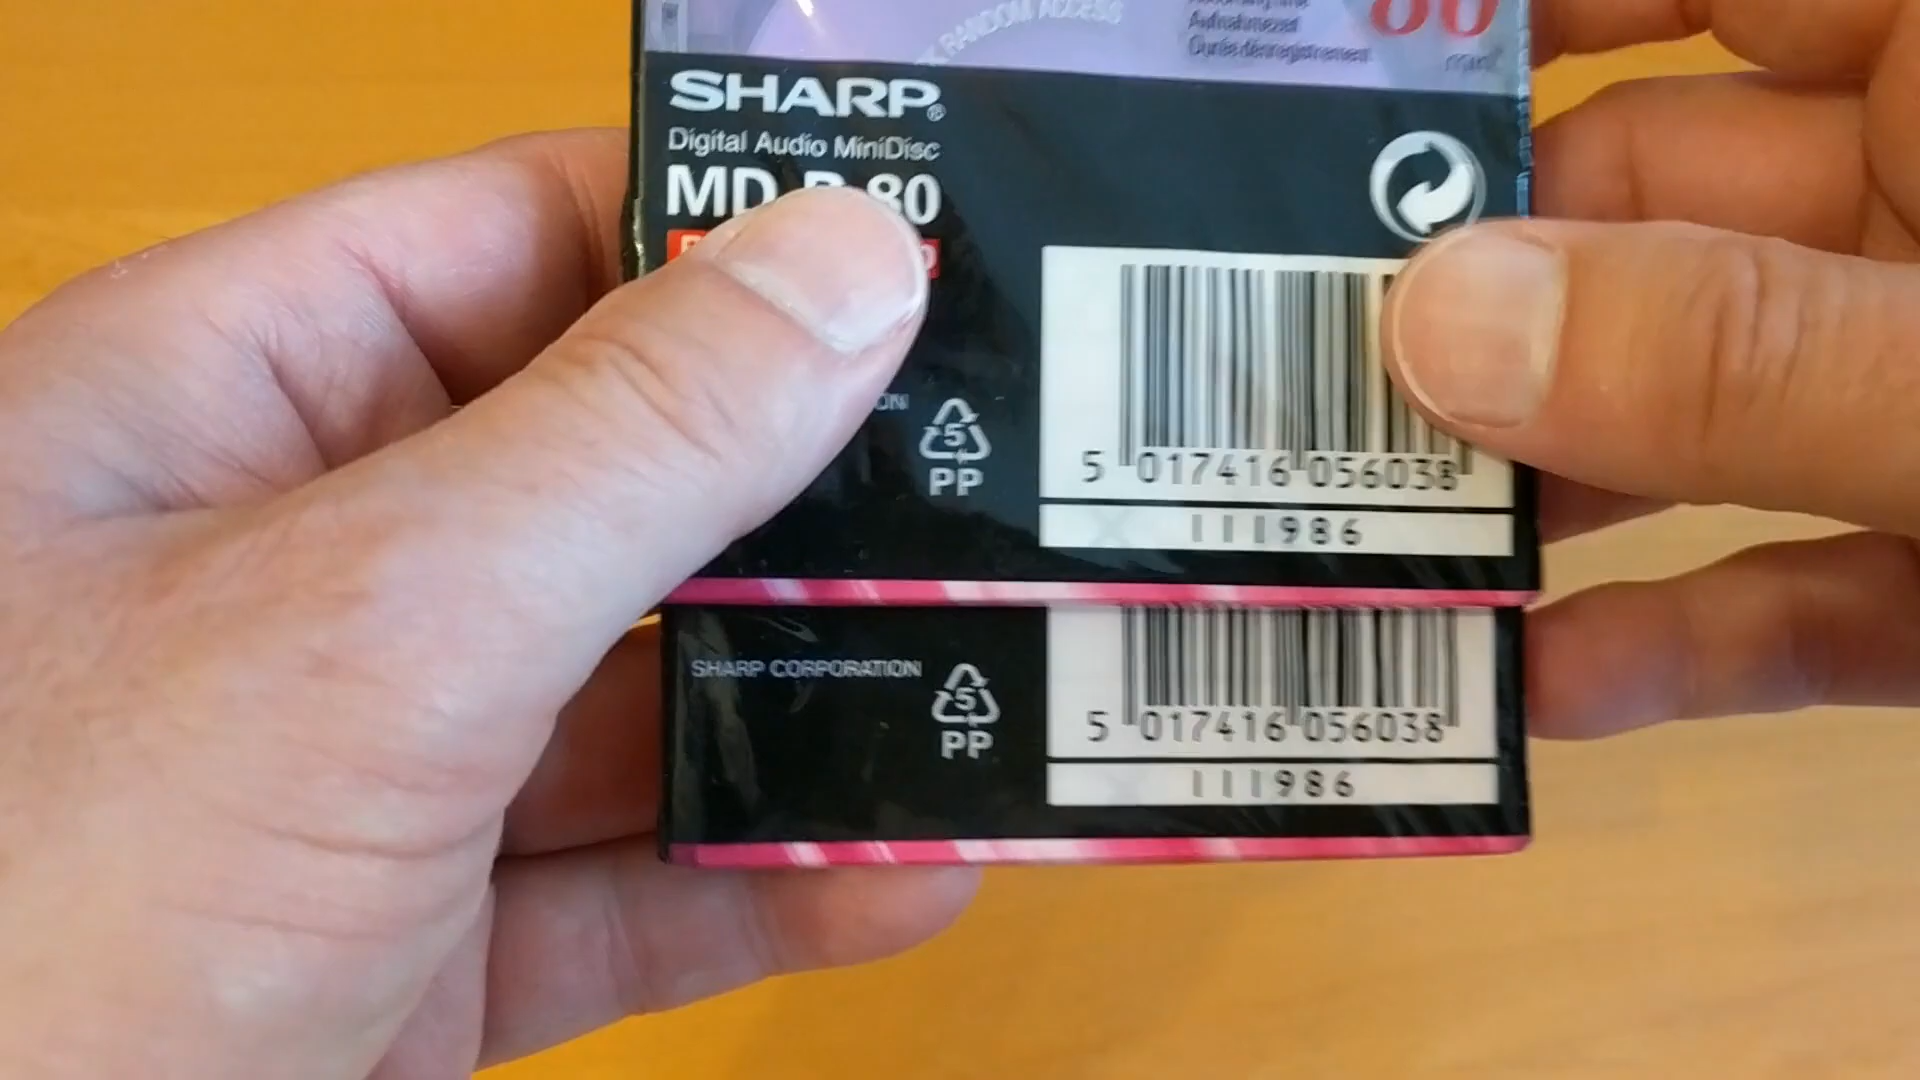 RANDOM ACCESS
Aufnahmezeit
Durée d'enregistrement
80
min
SHARP®
Digital Audio MiniDisc
MD-R 80
5 017416 056038
5
PP
111986
SHARP CORPORATION
5
PP
5 017416 056038
111986